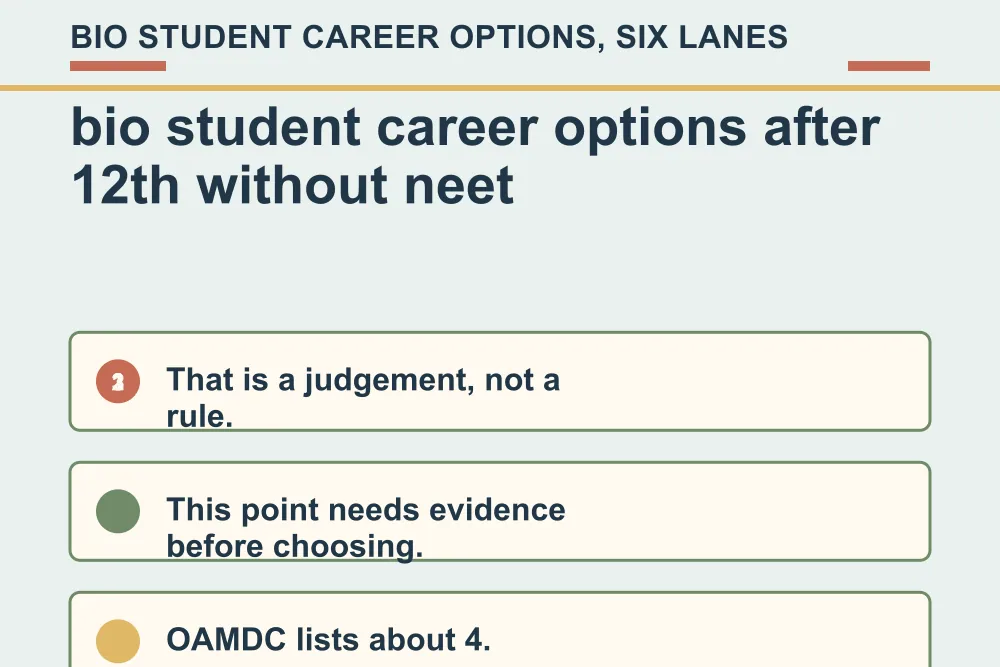 BIO STUDENT CAREER OPTIONS, SIX LANES
bio student career options after
12th without neet
That is a judgement, not a
rule.
This point needs evidence
before choosing.
OAMDC lists about 4.